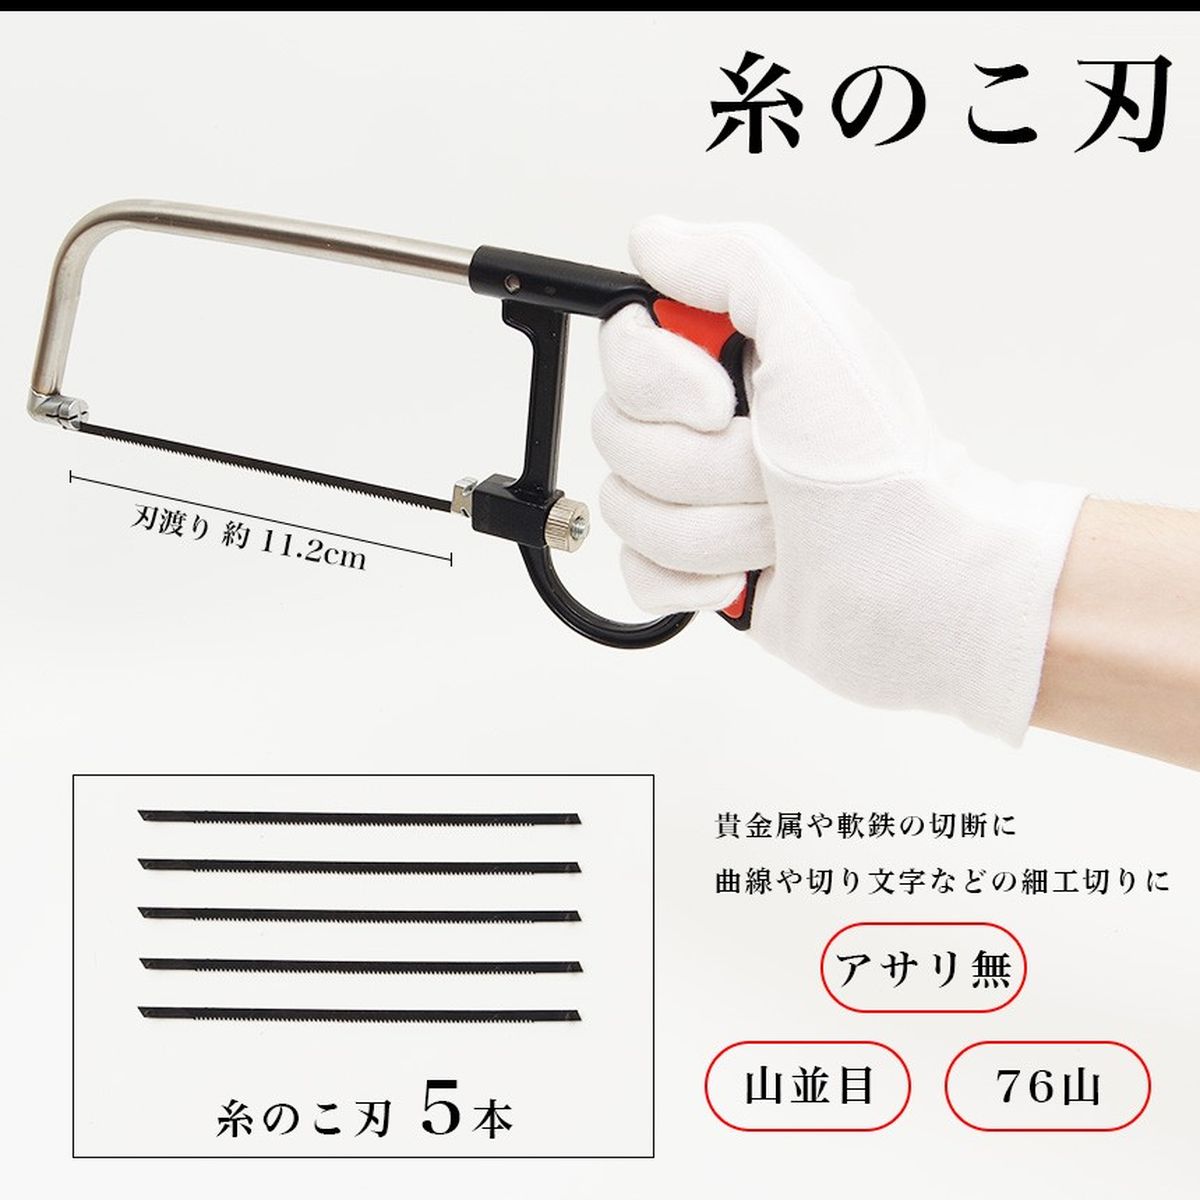 糸のこ刃
刃渡り 約 11.2cm
貴金属や軟鉄の切断に
曲線や切り文字などの細工切りに
アサリ無
山並目
76山
糸のこ刃 5本